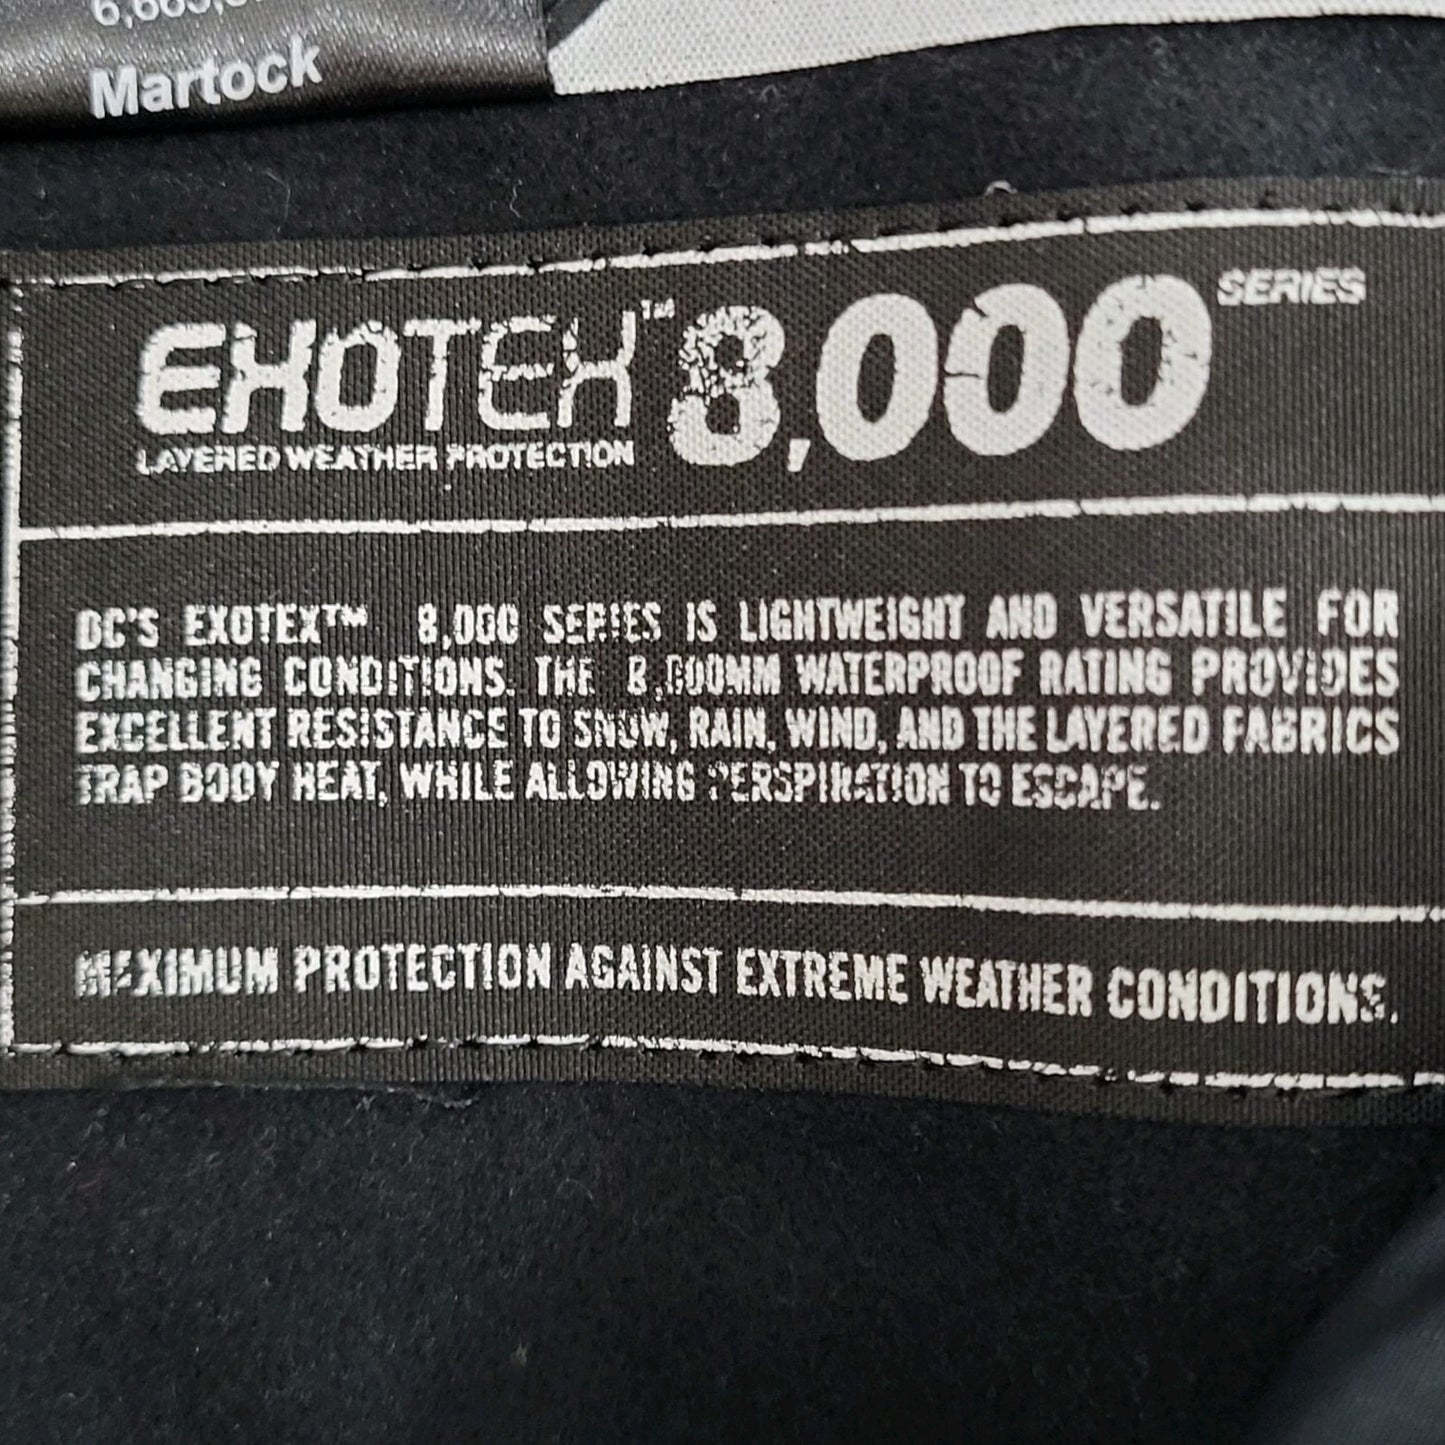 Martock
EXOTEX™ 8,000 SERIES
LAYERED WEATHER PROTECTION
DC'S EXOTEX™ 8,000 SERIES IS LIGHTWEIGHT AND VERSATILE FOR
CHANGING CONDITIONS. THE 8,000MM WATERPROOF RATING PROVIDES
EXCELLENT RESISTANCE TO SNOW, RAIN, WIND, AND THE LAYERED FABRICS
TRAP BODY HEAT, WHILE ALLOWING PERSPIRATION TO ESCAPE.
MAXIMUM PROTECTION AGAINST EXTREME WEATHER CONDITIONS.